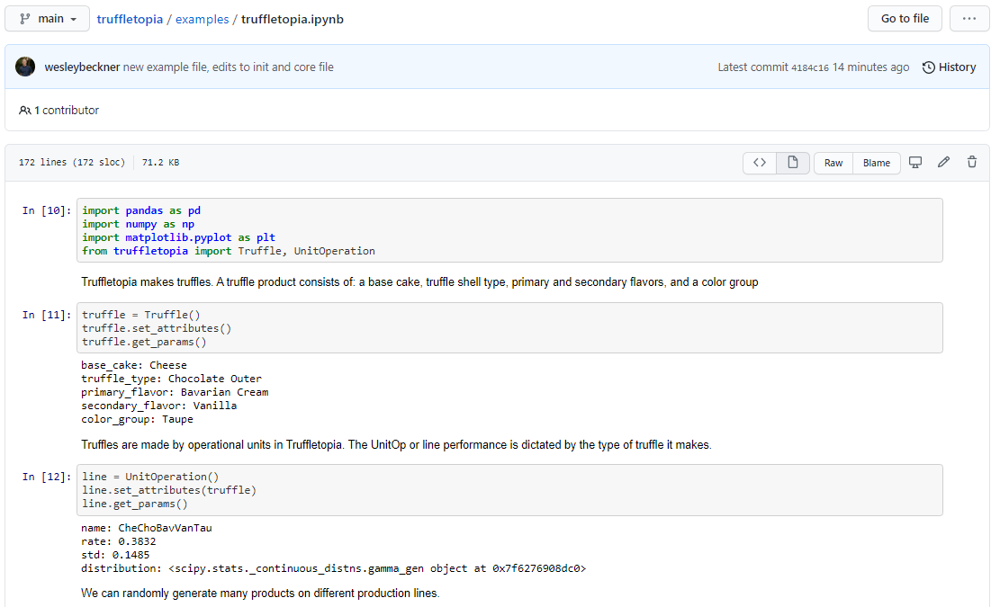 main truffletopia / examples / truffletopia.ipynb Go to file ...
wesleybeckner new example file, edits to init and core file Latest commit 4184c16 14 minutes ago History
1 contributor
172 lines (172 sloc) 71.2 KB <> Raw Blame
In [10]: import pandas as pd
import numpy as np
import matplotlib.pyplot as plt
from truffletopia import Truffle, UnitOperation
Truffletopia makes truffles. A truffle product consists of: a base cake, truffle shell type, primary and secondary flavors, and a color group
In [11]: truffle = Truffle()
truffle.set_attributes()
truffle.get_params()
base_cake: Cheese
truffle_type: Chocolate Outer
primary_flavor: Bavarian Cream
secondary_flavor: Vanilla
color_group: Taupe
Truffles are made by operational units in Truffletopia. The UnitOp or line performance is dictated by the type of truffle it makes.
In [12]: line = UnitOperation()
line.set_attributes(truffle)
line.get_params()
name: CheChoBavVanTau
rate: 0.3832
std: 0.1485
distribution: <scipy.stats._continuous_distns.gamma_gen object at 0x7f6276908dc0>
We can randomly generate many products on different production lines.